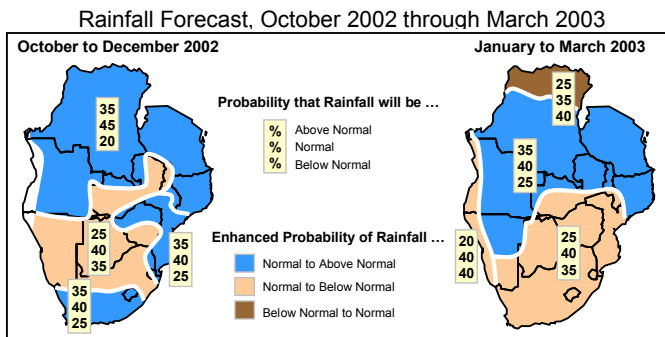 Rainfall Forecast, October 2002 through March 2003
October to December 2002
35
45
20
25
40
35
35
40
25
35
40
25
Probability that Rainfall will be …
% Above Normal
% Normal
% Below Normal
Enhanced Probability of Rainfall …
Normal to Above Normal
Normal to Below Normal
Below Normal to Normal
January to March 2003
25
35
40
35
40
25
20
40
40
25
40
35